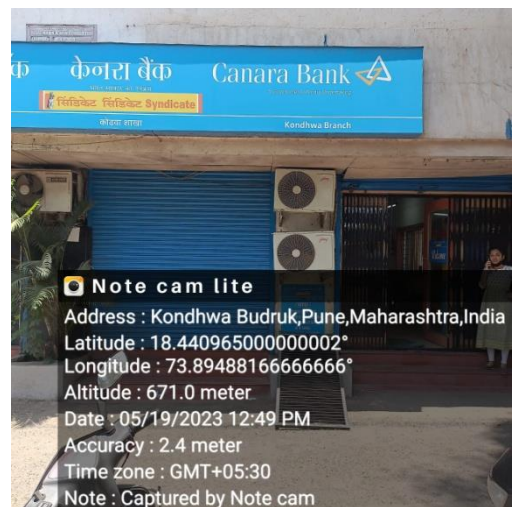 क केनरा बैंक Canara Bank
सिंडिकेट सिंडिकेट Syndicate
कोंढवा शाखा Kondhwa Branch
Note cam lite
Address : Kondhwa Budruk,Pune,Maharashtra,India
Latitude : 18.440965000000002°
Longitude : 73.89488166666666°
Altitude : 671.0 meter
Date : 05/19/2023 12:49 PM
Accuracy : 2.4 meter
Time zone : GMT+05:30
Note : Captured by Note cam